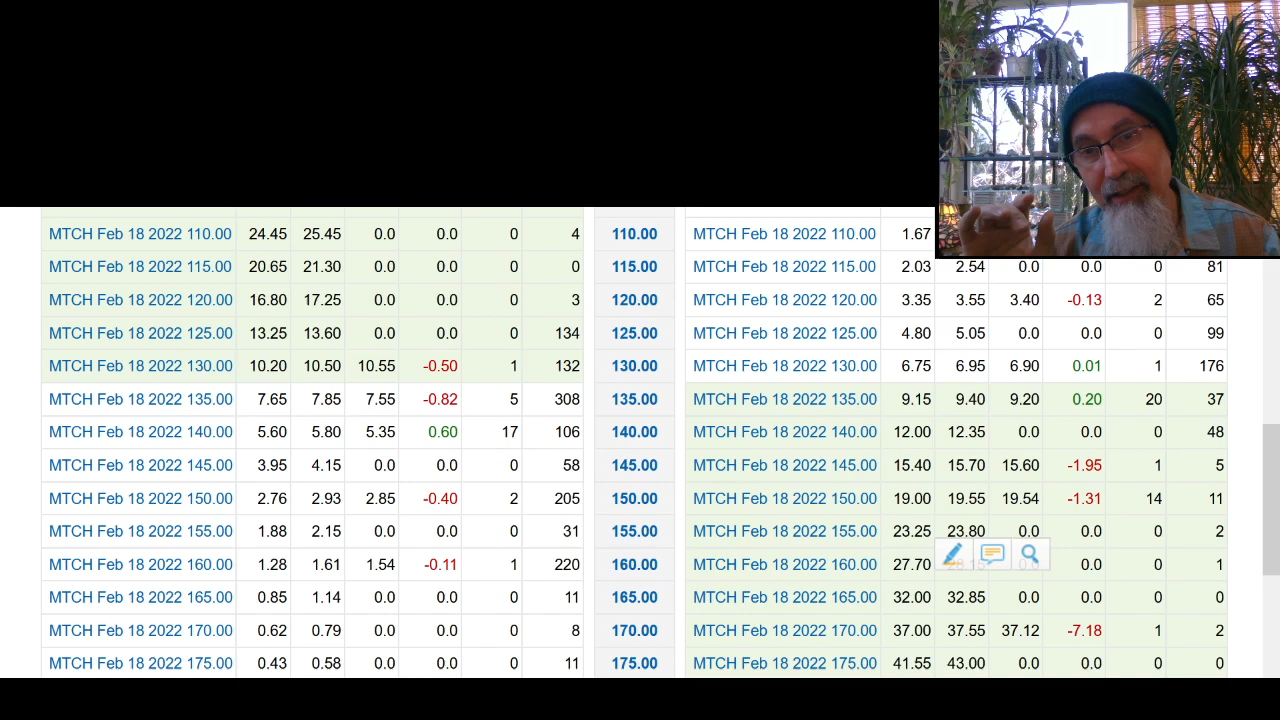 MTCH Feb 18 2022 110.00 24.45 25.45 0.0 0.0 0 4 110.00 MTCH Feb 18 2022 110.00 1.67
MTCH Feb 18 2022 115.00 20.65 21.30 0.0 0.0 0 0 115.00 MTCH Feb 18 2022 115.00 2.03 2.54 0.0 0.0 0 81
MTCH Feb 18 2022 120.00 16.80 17.25 0.0 0.0 0 3 120.00 MTCH Feb 18 2022 120.00 3.35 3.55 3.40 -0.13 2 65
MTCH Feb 18 2022 125.00 13.25 13.60 0.0 0.0 0 134 125.00 MTCH Feb 18 2022 125.00 4.80 5.05 0.0 0.0 0 99
MTCH Feb 18 2022 130.00 10.20 10.50 10.55 -0.50 1 132 130.00 MTCH Feb 18 2022 130.00 6.75 6.95 6.90 0.01 1 176
MTCH Feb 18 2022 135.00 7.65 7.85 7.55 -0.82 5 308 135.00 MTCH Feb 18 2022 135.00 9.15 9.40 9.20 0.20 20 37
MTCH Feb 18 2022 140.00 5.60 5.80 5.35 0.60 17 106 140.00 MTCH Feb 18 2022 140.00 12.00 12.35 0.0 0.0 0 48
MTCH Feb 18 2022 145.00 3.95 4.15 0.0 0.0 0 58 145.00 MTCH Feb 18 2022 145.00 15.40 15.70 15.60 -1.95 1 5
MTCH Feb 18 2022 150.00 2.76 2.93 2.85 -0.40 2 205 150.00 MTCH Feb 18 2022 150.00 19.00 19.55 19.54 -1.31 14 11
MTCH Feb 18 2022 155.00 1.88 2.15 0.0 0.0 0 31 155.00 MTCH Feb 18 2022 155.00 23.25 23.80 0.0 0.0 0 2
MTCH Feb 18 2022 160.00 1.28 1.61 1.54 -0.11 1 220 160.00 MTCH Feb 18 2022 160.00 27.70 0.0 0 1
MTCH Feb 18 2022 165.00 0.85 1.14 0.0 0.0 0 11 165.00 MTCH Feb 18 2022 165.00 32.00 32.85 0.0 0.0 0 0
MTCH Feb 18 2022 170.00 0.62 0.79 0.0 0.0 0 8 170.00 MTCH Feb 18 2022 170.00 37.00 37.55 37.12 -7.18 1 2
MTCH Feb 18 2022 175.00 0.43 0.58 0.0 0.0 0 11 175.00 MTCH Feb 18 2022 175.00 41.55 43.00 0.0 0.0 0 0